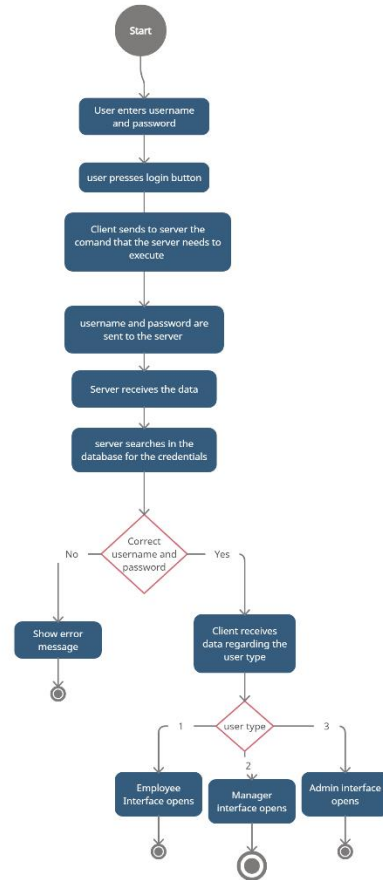 Start
User enters username
and password
user presses login button
Client sends to server the
comand that the server needs to
execute
username and password are
sent to the server
Server receives the data
server searches in the
database for the credentials
Correct
username and
password
No
Yes
Show error
message
Client receives
data regarding the
user type
user type
1
2
3
Employee
Interface opens
Manager
interface opens
Admin interface
opens